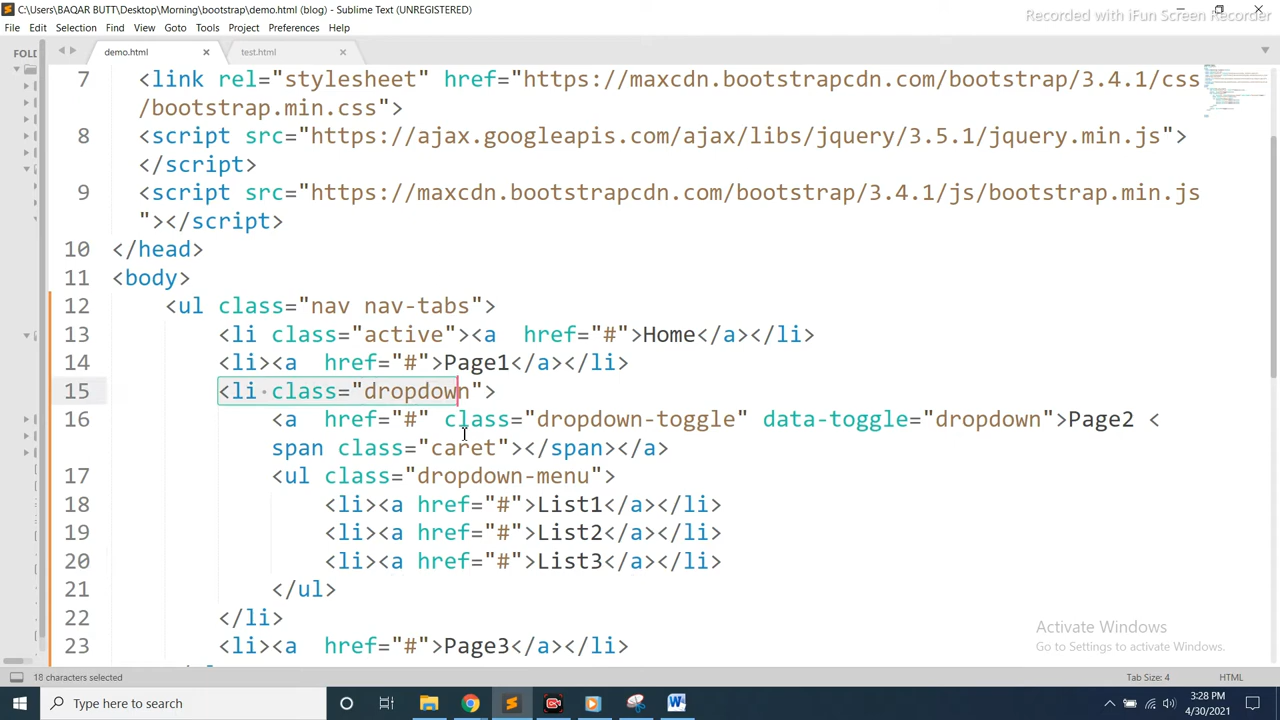 C:\Users\BAQAR BUTT\Desktop\Morning\bootstrap\demo.html (blog) - Sublime Text (UNREGISTERED)
Recorded with iFun Screen Recorder
File Edit Selection Find View Goto Tools Project Preferences Help
FOLD
demo.html
test.html
7 <link rel="stylesheet" href="https://maxcdn.bootstrapcdn.com/bootstrap/3.4.1/css
/bootstrap.min.css">
8 <script src="https://ajax.googleapis.com/ajax/libs/jquery/3.5.1/jquery.min.js">
</script>
9 <script src="https://maxcdn.bootstrapcdn.com/bootstrap/3.4.1/js/bootstrap.min.js
"></script>
10 </head>
11 <body>
12 <ul class="nav nav-tabs">
13 <li class="active"><a  href="#">Home</a></li>
14 <li><a  href="#">Page1</a></li>
15 <li class="dropdown">
16 <a  href="#" class="dropdown-toggle" data-toggle="dropdown">Page2 <
span class="caret"></span></a>
17 <ul class="dropdown-menu">
18 <li><a href="#">List1</a></li>
19 <li><a href="#">List2</a></li>
20 <li><a href="#">List3</a></li>
21 </ul>
22 </li>
23 <li><a  href="#">Page3</a></li>
Activate Windows
Go to Settings to activate Windows.
18 characters selected
Tab Size: 4
HTML
Type here to search
3:28 PM
4/30/2021